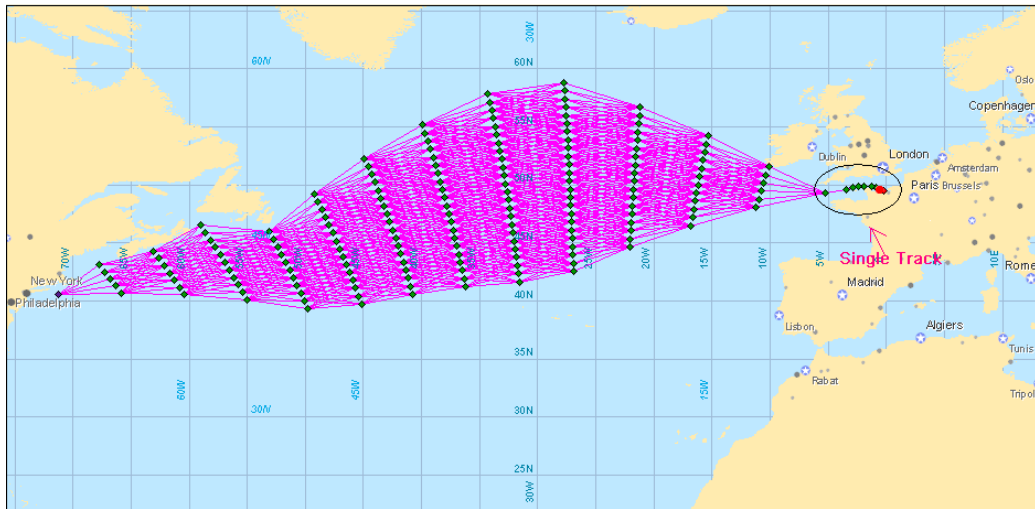 30W
60N
60W
Oslo
Copenhagen
Dublin
London
Amsterdam
Paris
Brussels
70W
New York
Philadelphia
20W
15W
10W
5W
10E
Single Track
Rome
Madrid
40N
Lisbon
Algiers
Tunis
35N
Rabat
Tripol
60W
45W
15W
30W
30N
25N
30W